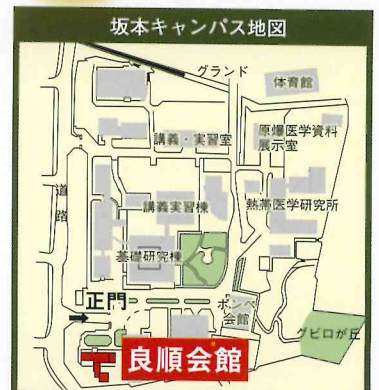 坂本キャンパス地図
グランド
体育館
講義・実習室
原爆医学資料
展示室
道路
講義実習棟
熱帯医学研究所
基礎研究棟
正門
ポンペ
会館
グビロが丘
良順会館